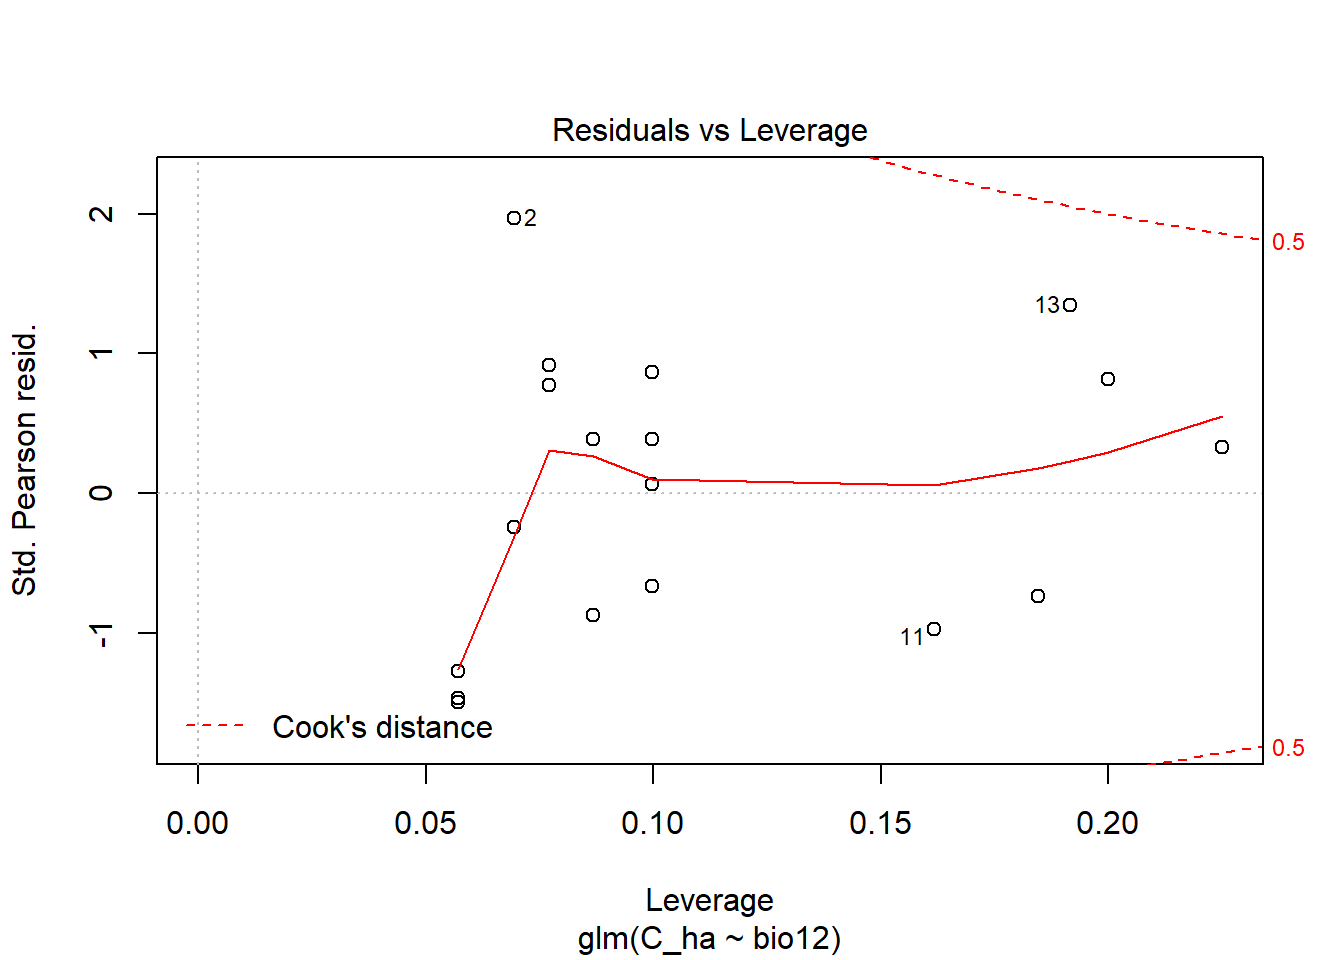 Residuals vs Leverage
Std. Pearson resid.
2
1
0
-1
2
13
11
0.5
0.5
Cook's distance
0.00
0.05
0.10
0.15
0.20
Leverage
glm(C_ha ~ bio12)